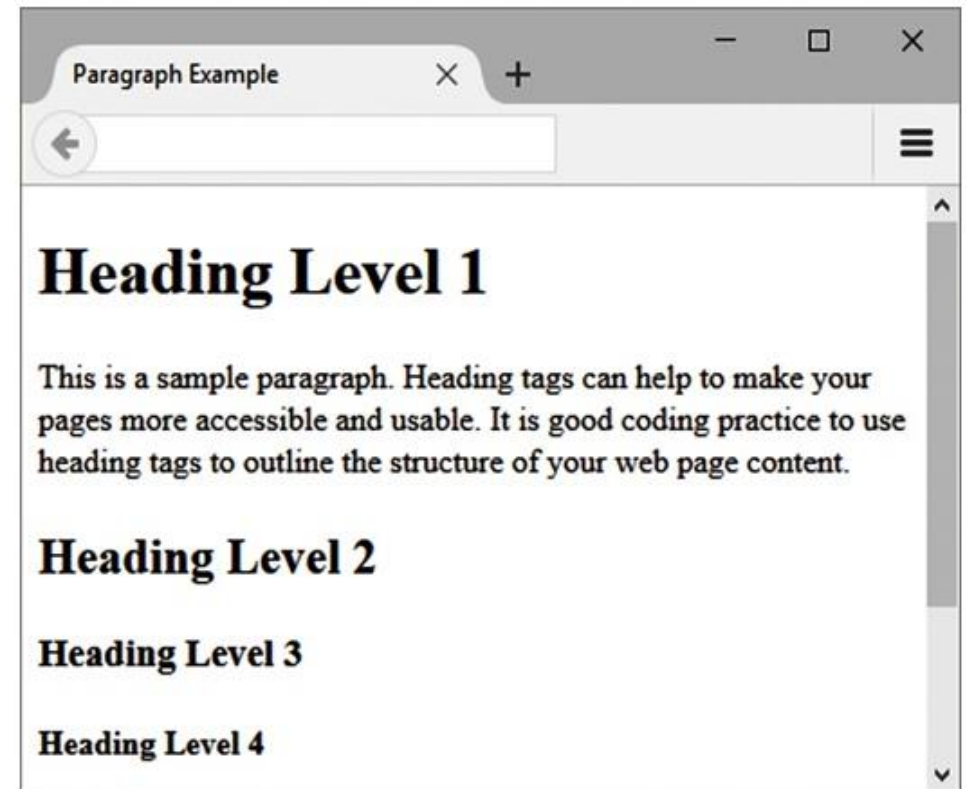 Paragraph Example
Heading Level 1
This is a sample paragraph. Heading tags can help to make your
pages more accessible and usable. It is good coding practice to use
heading tags to outline the structure of your web page content.
Heading Level 2
Heading Level 3
Heading Level 4